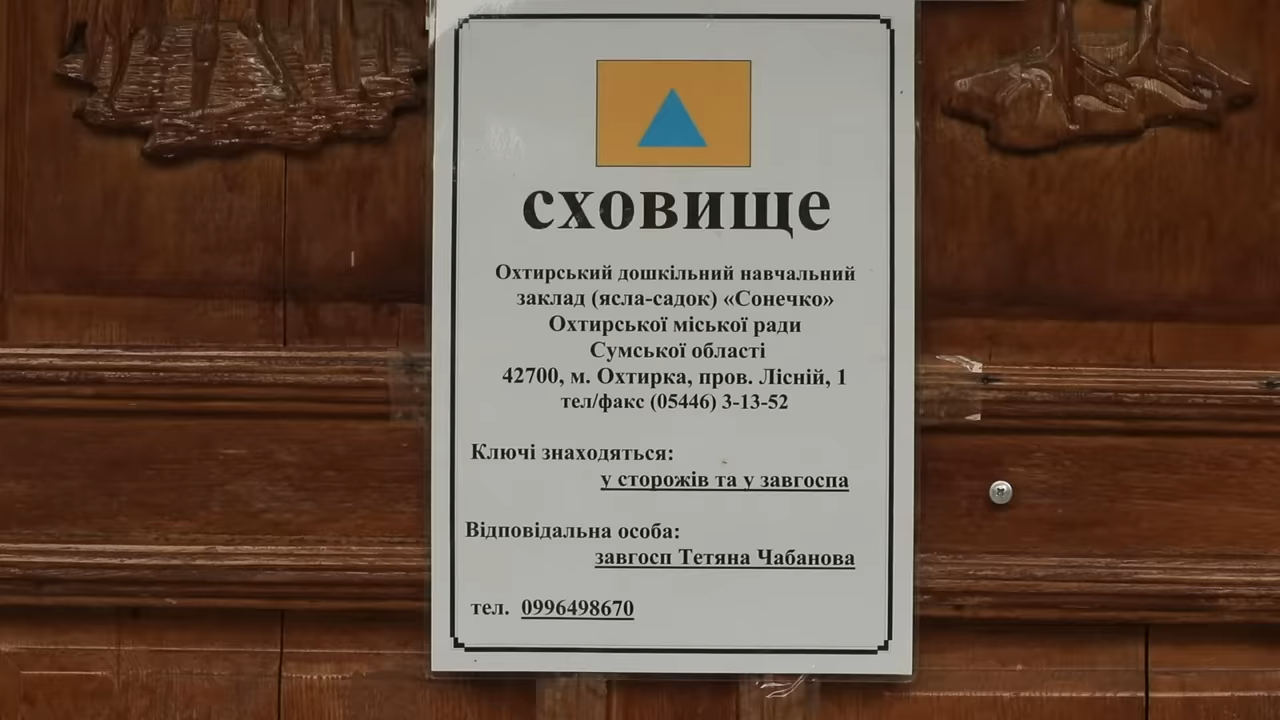 сховище
Охтирський дошкільний навчальний
заклад (ясла-садок) «Сонечко»
Охтирської міської ради
Сумської області
42700, м. Охтирка, пров. Лісній, 1
тел/факс (05446) 3-13-52
Ключі знаходяться:
у сторожів та у завгоспа
Відповідальна особа:
завгосп Тетяна Чабанова
тел. 0996498670